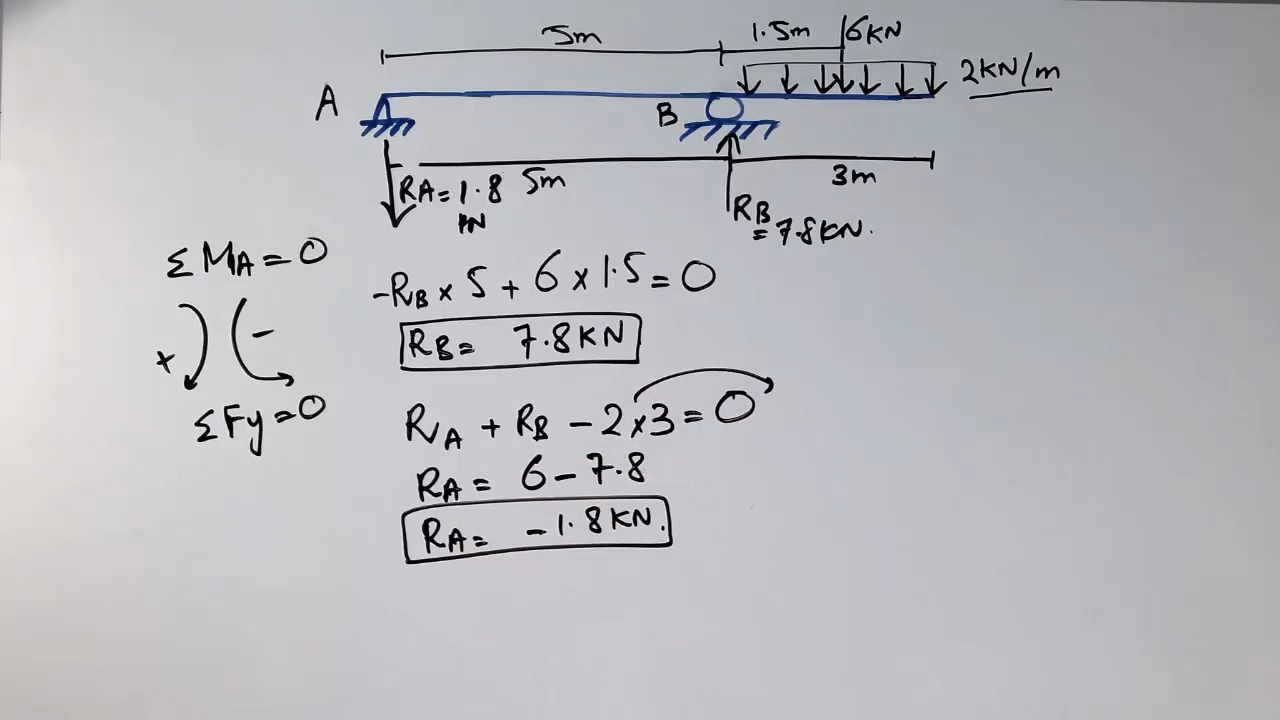 5m 1.5m 6KN
2KN/m
A B
5m 3m
RA = 1.8 KN
RB = 7.8KN.
ΣMA = 0
-RB × 5 + 6 × 1.5 = 0
+ -
RB = 7.8KN
ΣFy = 0
RA + RB - 2×3 = 0
RA = 6 - 7.8
RA = -1.8KN.